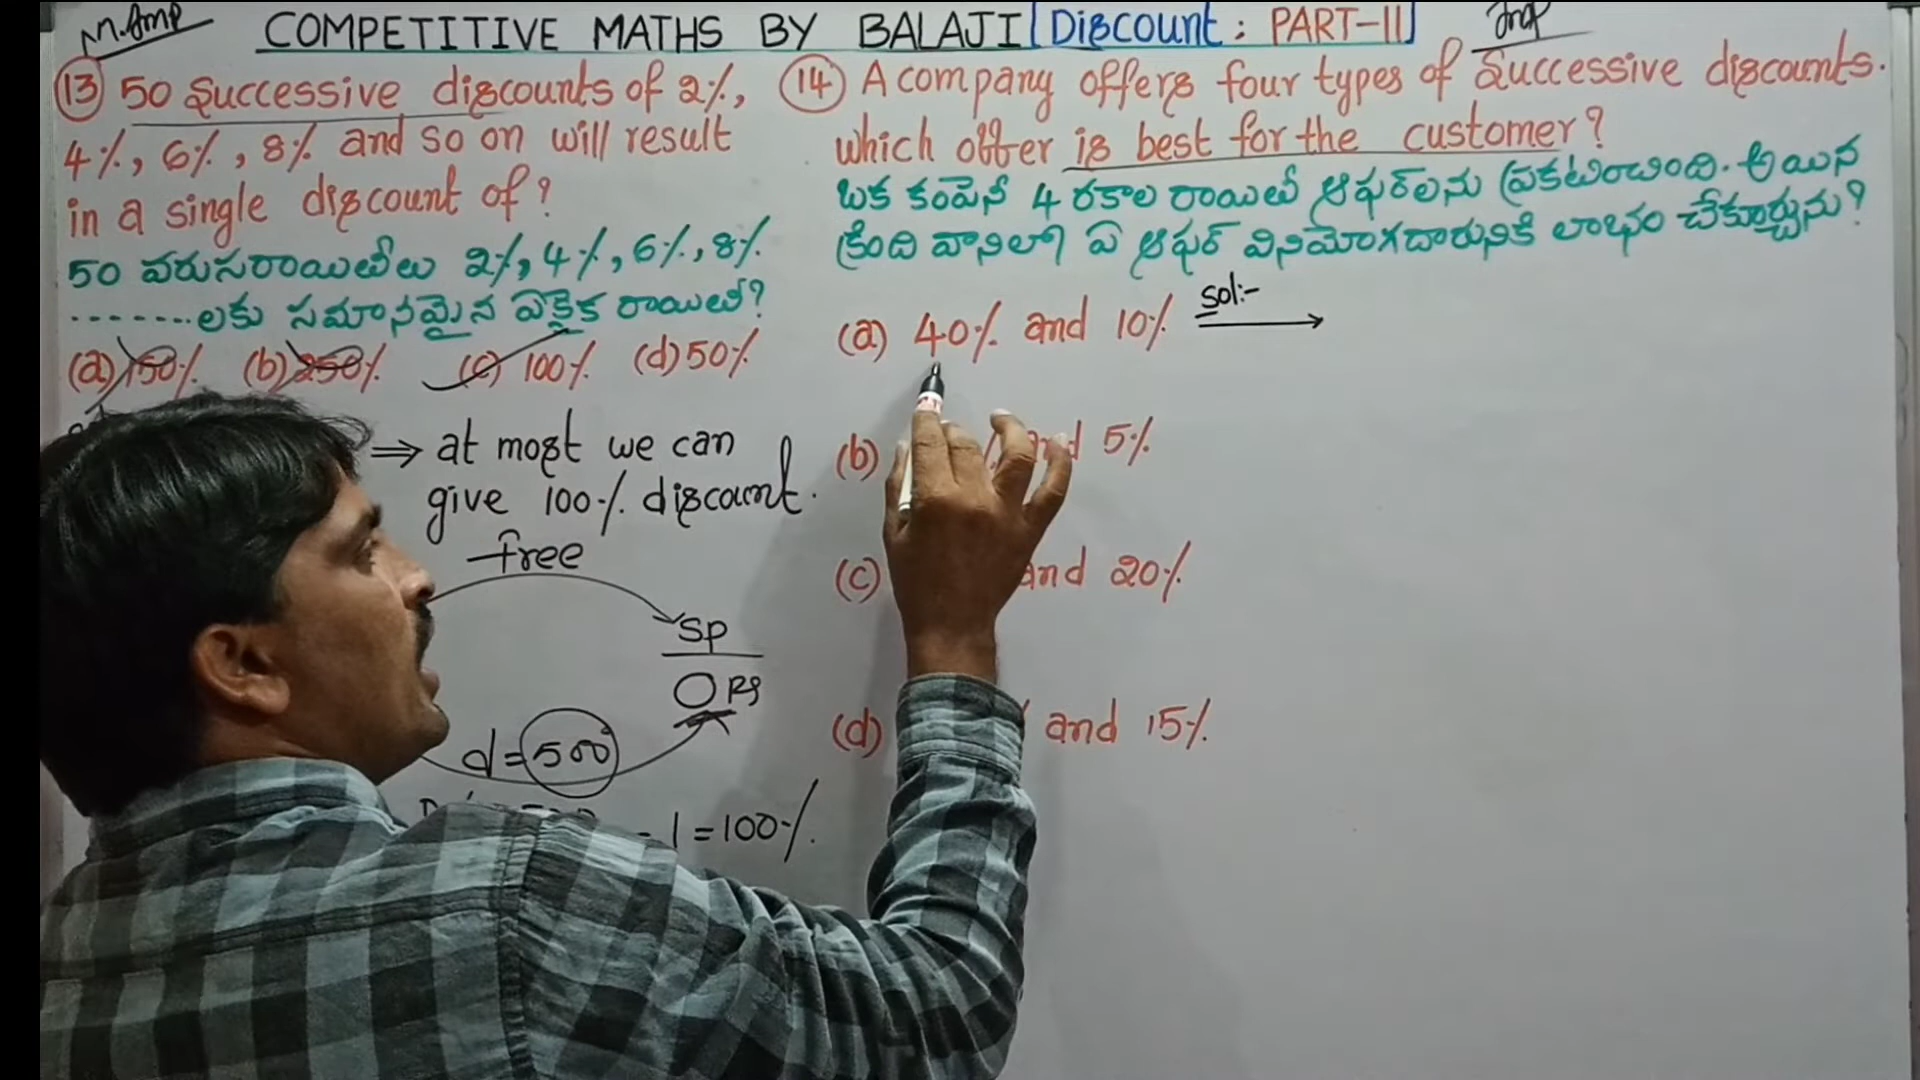 M.Imp
COMPETITIVE MATHS BY BALAJI [Discount : PART-II]
Imp
(13) 50 Successive discounts of 2%,
4%, 6%, 8% and so on will result
in a single discount of?
50 వరుసరాయితీలు 2%, 4%, 6%, 8%
.......లకు సమానమైన ఏకైక రాయితీ?
(a) 150% (b) 250% (c) 100% (d) 50%
⇒ at most we can
give 100% discount.
free
SP
0 Rs
d = 500
- 1 = 100%
(14) A company offers four types of Successive discounts.
which offer is best for the customer?
ఒక కంపెనీ 4 రకాల రాయితీ ఆఫర్‌లను ప్రకటించింది. అయిన
క్రింది వానిలో ఏ ఆఫర్ వినియోగదారునికి లాభం చేకూర్చును?
(a) 40% and 10% Sol:-
(b) and 5%
(c) and 20%
(d) and 15%